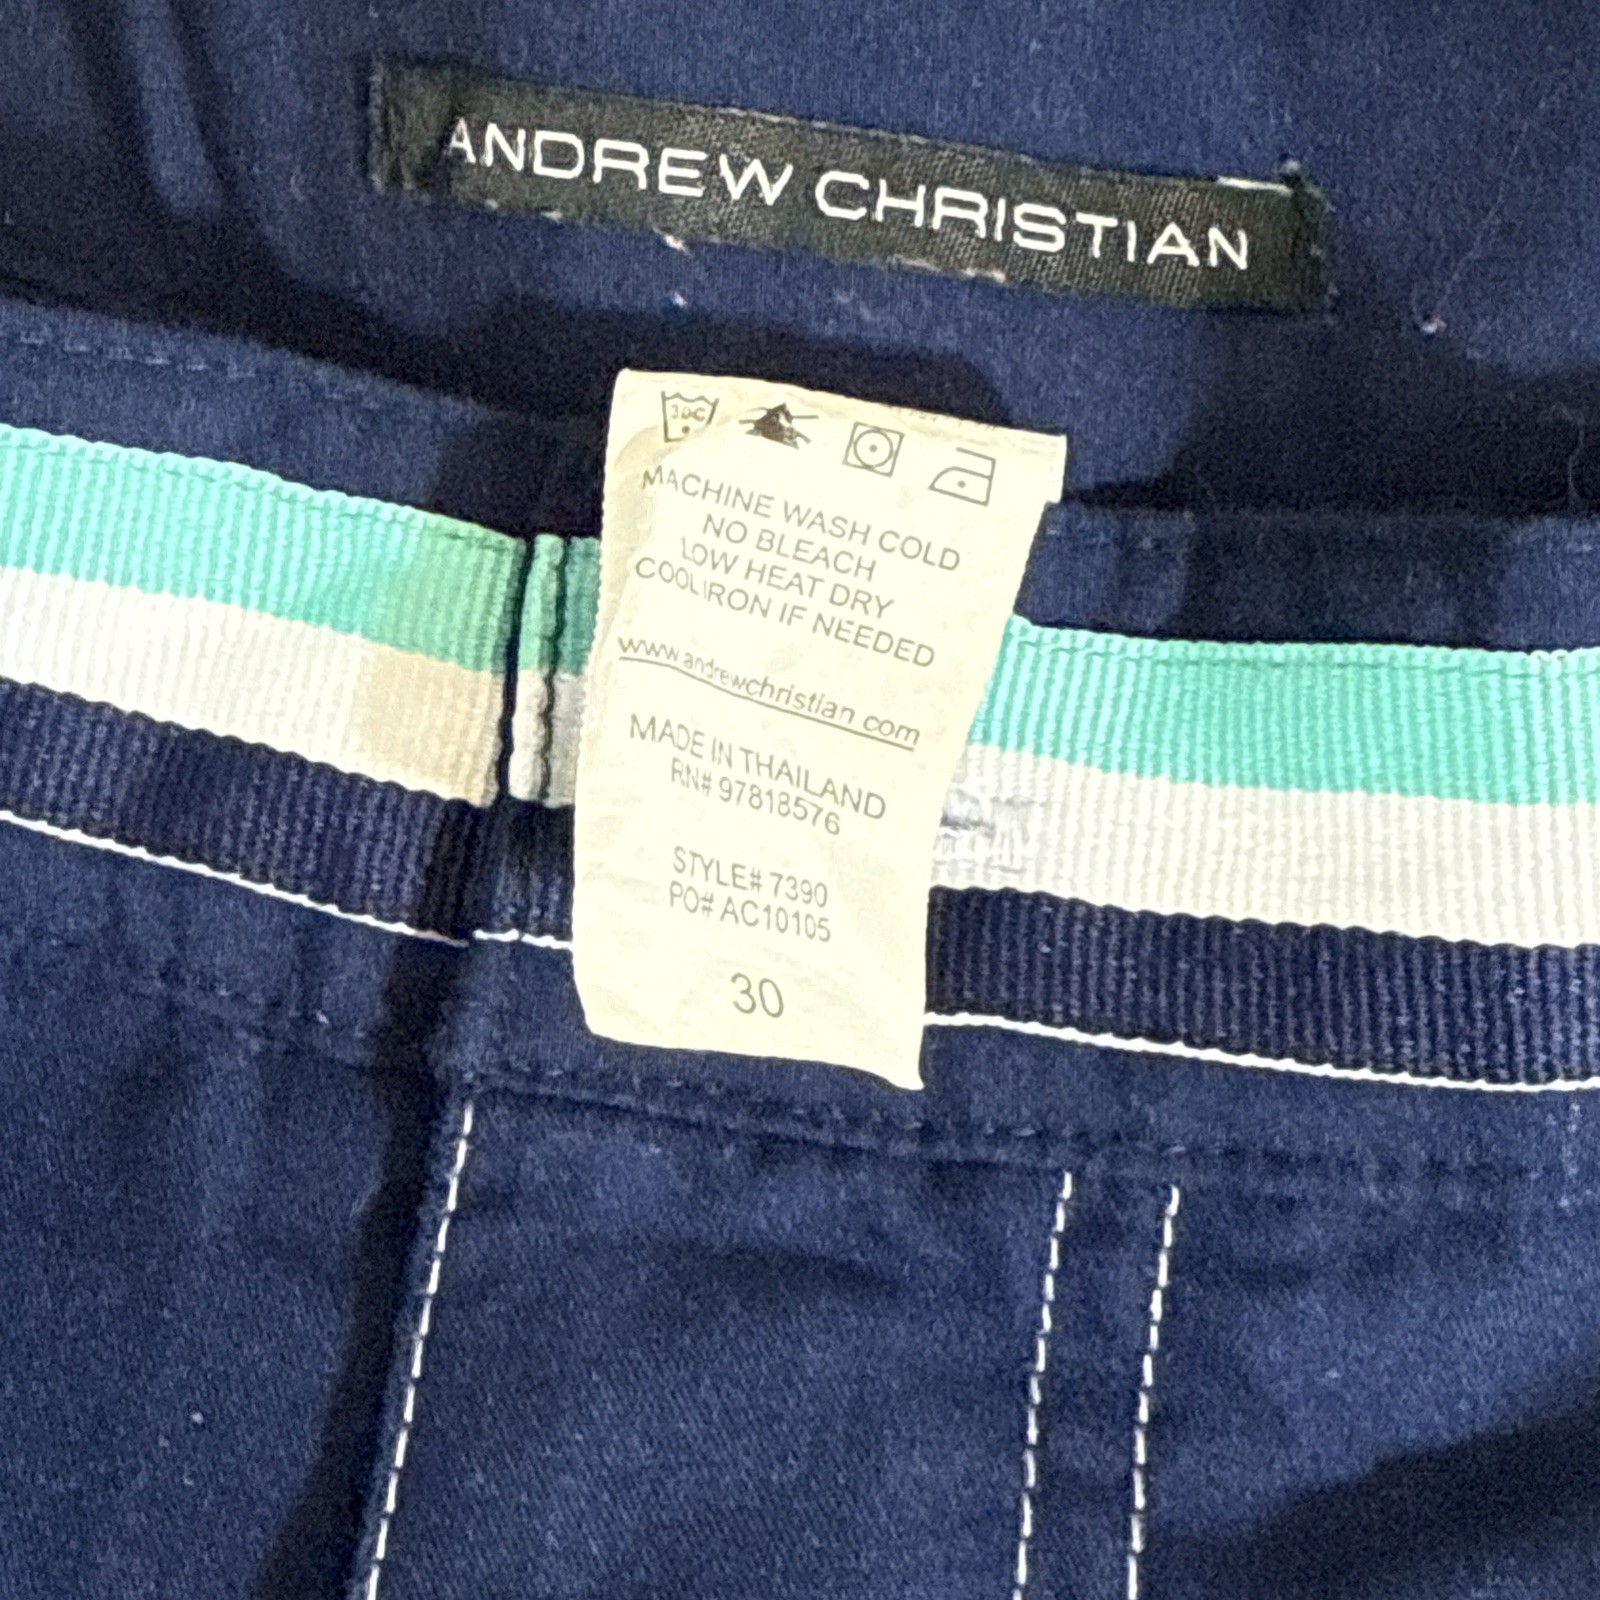 ANDREW CHRISTIAN
30C
MACHINE WASH COLD
NO BLEACH
LOW HEAT DRY
COOL IRON IF NEEDED
www.andrewchristian.com
MADE IN THAILAND
RN# 97818576
STYLE# 7390
PO# AC10105
30